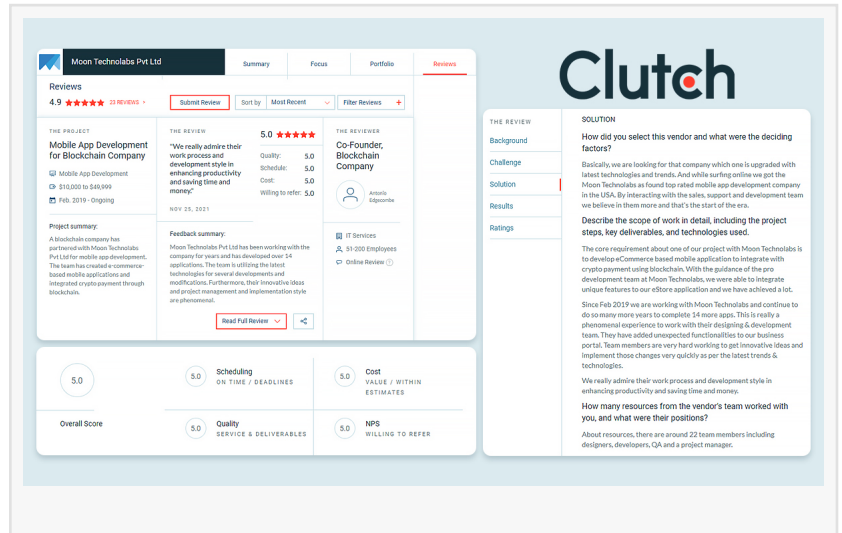 Moon Technolabs Pvt Ltd
Summary
Focus
Portfolio
Reviews
Reviews
4.9
23 REVIEWS >
Submit Review
Sort by
Most Recent
Filter Reviews +
THE PROJECT
Mobile App Development
for Blockchain Company
Mobile App Development
$10,000 to $49,999
Feb. 2019 - Ongoing
Project summary:
A blockchain company has
partnered with Moon Technolabs
Pvt Ltd for mobile app development.
The team has created e-commerce-
based mobile applications and
integrated crypto payment through
blockchain.
THE REVIEW
"We really admire their
work process and
development style in
enhancing productivity
and saving time and
money."
NOV 25, 2021
5.0
Quality: 5.0
Schedule: 5.0
Cost: 5.0
Willing to refer: 5.0
Feedback summary:
Moon Technolabs Pvt Ltd has been working with the
company for years and has developed over 14
applications. The team is utilizing the latest
technologies for several developments and
modifications. Furthermore, their innovative ideas
and project management and implementation style
are phenomenal.
Read Full Review
THE REVIEWER
Co-Founder,
Blockchain
Company
Antonio
Edgecombe
IT Services
51-200 Employees
Online Review ?
5.0
Overall Score
5.0
Scheduling
ON TIME / DEADLINES
5.0
Cost
VALUE / WITHIN
ESTIMATES
5.0
Quality
SERVICE & DELIVERABLES
5.0
NPS
WILLING TO REFER
Clutch
THE REVIEW
Background
Challenge
Solution
Results
Ratings
SOLUTION
How did you select this vendor and what were the deciding
factors?
Basically, we are looking for that company which one is upgraded with
latest technologies and trends. And while surfing online we got the
Moon Technolabs as found top rated mobile app development company
in the USA. By interacting with the sales, support and development team
we believe in them more and that's the start of the era.
Describe the scope of work in detail, including the project
steps, key deliverables, and technologies used.
The core requirement about one of our project with Moon Technolabs is
to develop eCommerce based mobile application to integrate with
crypto payment using blockchain. With the guidance of the pro
development team at Moon Technolabs, we were able to integrate
unique features to our eStore application and we have achieved a lot.
Since Feb 2019 we are working with Moon Technolabs and continue to
do so many more years to complete 14 more apps. This is really a
phenomenal experience to work with their designing & development
team. They have added unexpected functionalities to our business
portal. Team members are very hard working to get innovative ideas and
implement those changes very quickly as per the latest trends &
technologies.
We really admire their work process and development style in
enhancing productivity and saving time and money.
How many resources from the vendor's team worked with
you, and what were their positions?
About resources, there are around 22 team members including
designers, developers, QA and a project manager.